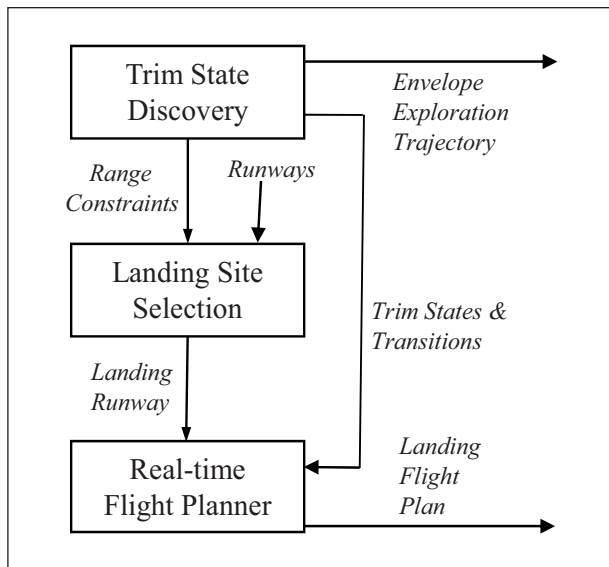 Trim State
Discovery
Envelope
Exploration
Trajectory
Range
Constraints
Runways
Landing Site
Selection
Trim States &
Transitions
Landing
Runway
Real-time
Flight Planner
Landing
Flight
Plan